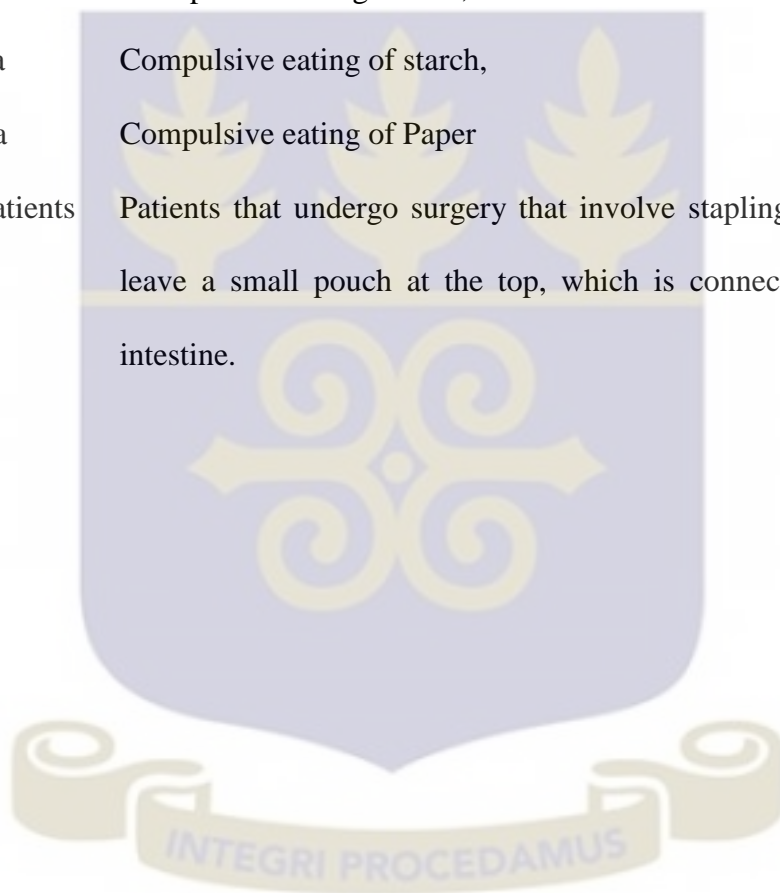 a Compulsive eating of starch,
a Compulsive eating of Paper
atients Patients that undergo surgery that involve stapling
leave a small pouch at the top, which is connec
intestine.
INTEGRI PROCEDAMUS